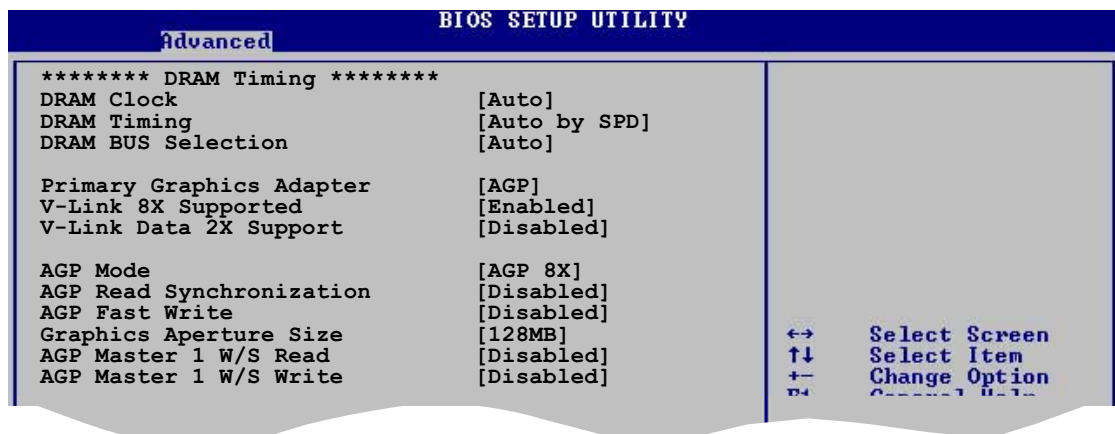 BIOS SETUP UTILITY
Advanced
******** DRAM Timing ********
DRAM Clock [Auto]
DRAM Timing [Auto by SPD]
DRAM BUS Selection [Auto]
Primary Graphics Adapter [AGP]
V-Link 8X Supported [Enabled]
V-Link Data 2X Support [Disabled]
AGP Mode [AGP 8X]
AGP Read Synchronization [Disabled]
AGP Fast Write [Disabled]
Graphics Aperture Size [128MB]
AGP Master 1 W/S Read [Disabled]
AGP Master 1 W/S Write [Disabled]
←→ Select Screen
↑↓ Select Item
+- Change Option
F1 General Help